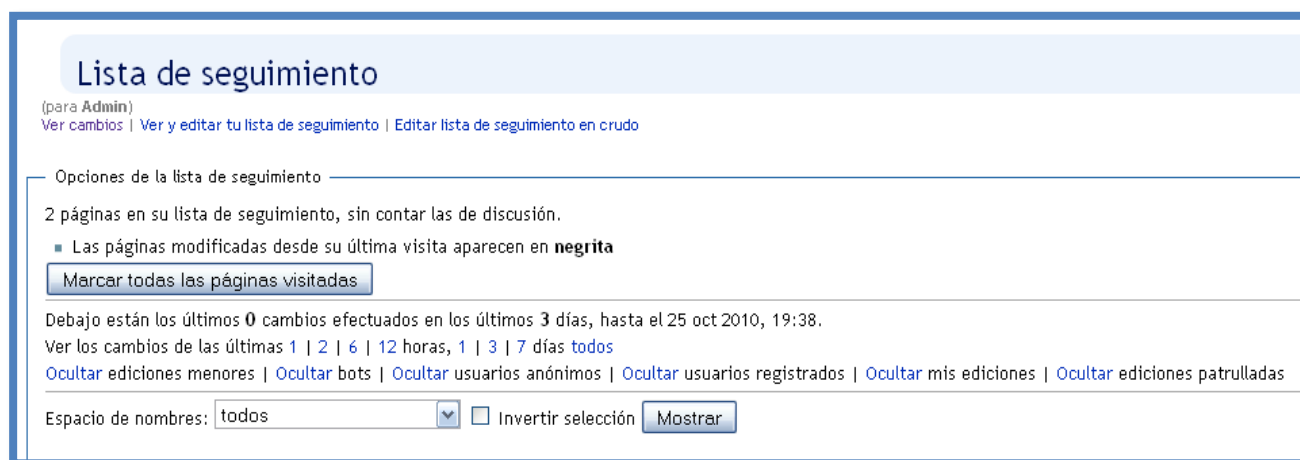 Lista de seguimiento
(para Admin)
Ver cambios | Ver y editar tu lista de seguimiento | Editar lista de seguimiento en crudo
Opciones de la lista de seguimiento
2 páginas en su lista de seguimiento, sin contar las de discusión.
Las páginas modificadas desde su última visita aparecen en negrita
Marcar todas las páginas visitadas
Debajo están los últimos 0 cambios efectuados en los últimos 3 días, hasta el 25 oct 2010, 19:38.
Ver los cambios de las últimas 1 | 2 | 6 | 12 horas, 1 | 3 | 7 días todos
Ocultar ediciones menores | Ocultar bots | Ocultar usuarios anónimos | Ocultar usuarios registrados | Ocultar mis ediciones | Ocultar ediciones patrulladas
Espacio de nombres: todos Invertir selección Mostrar